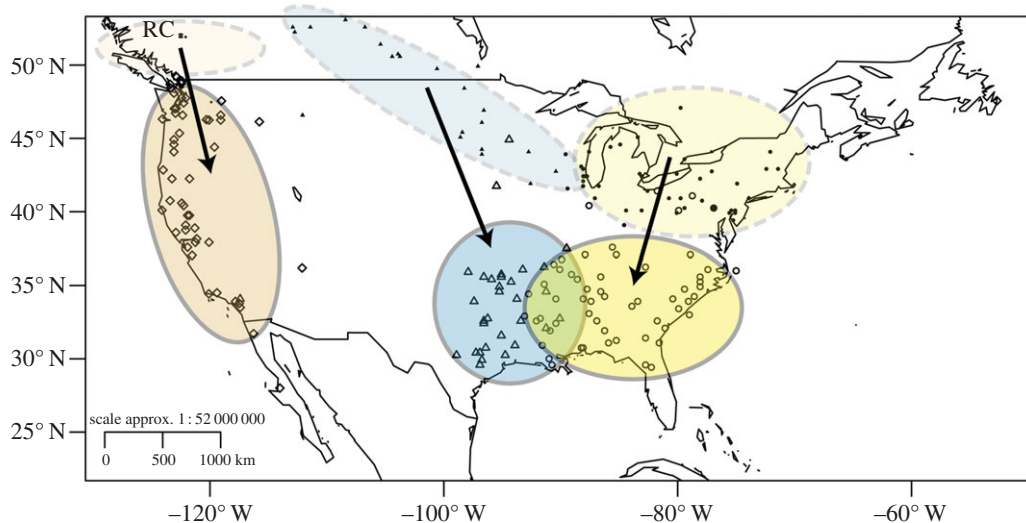 RC
50° N
45° N
40° N
35° N
30° N
25° N
scale approx. 1 : 52 000 000
0 500 1000 km
–120° W –100° W –80° W –60° W